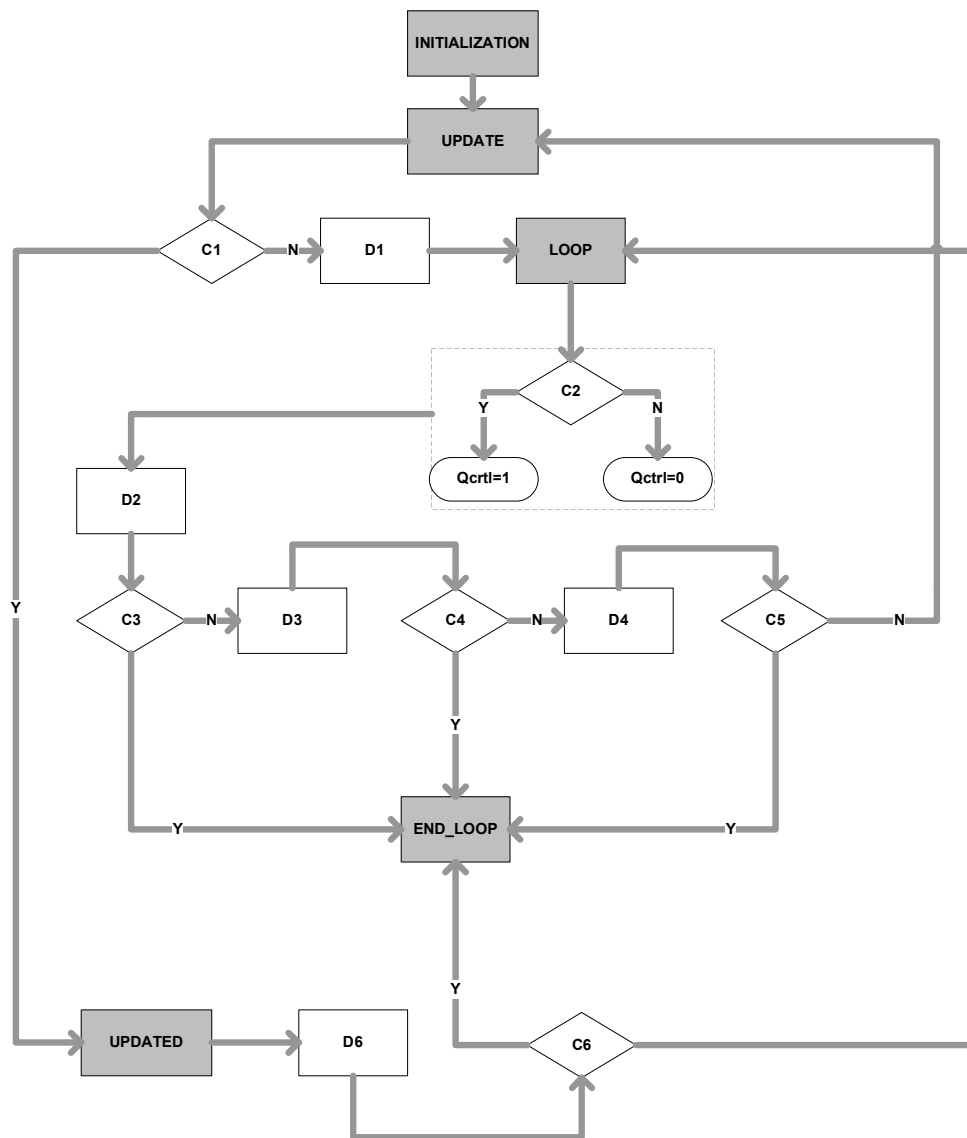 INITIALIZATION
UPDATE
C1
N
D1
LOOP
C2
Y
N
Qcrtl=1
Qctrl=0
D2
Y
C3
N
D3
C4
N
D4
C5
N
Y
Y
END_LOOP
Y
Y
UPDATED
D6
C6